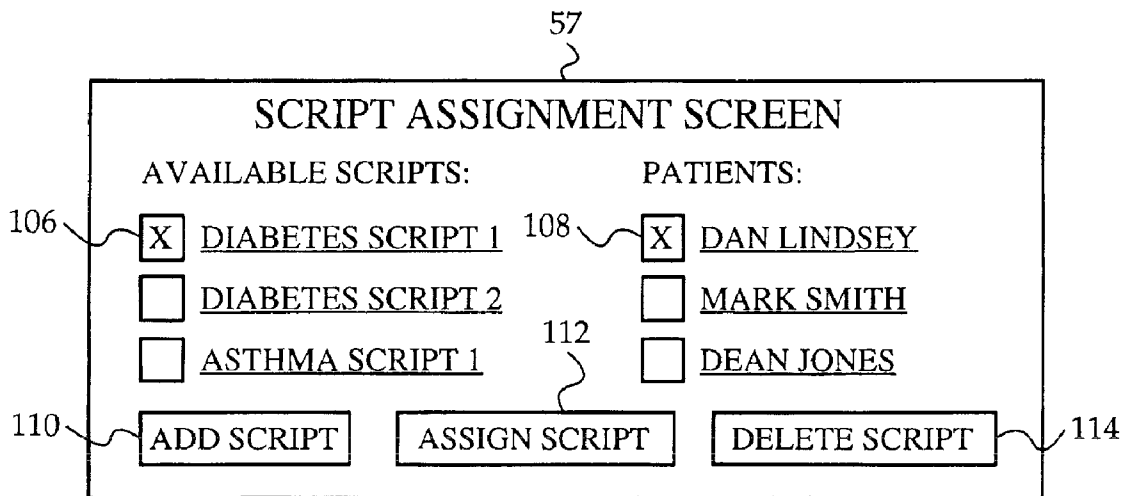 57
SCRIPT ASSIGNMENT SCREEN
AVAILABLE SCRIPTS: PATIENTS:
106 X DIABETES SCRIPT 1 108 X DAN LINDSEY
DIABETES SCRIPT 2 MARK SMITH
112
ASTHMA SCRIPT 1 DEAN JONES
110 ADD SCRIPT ASSIGN SCRIPT DELETE SCRIPT 114